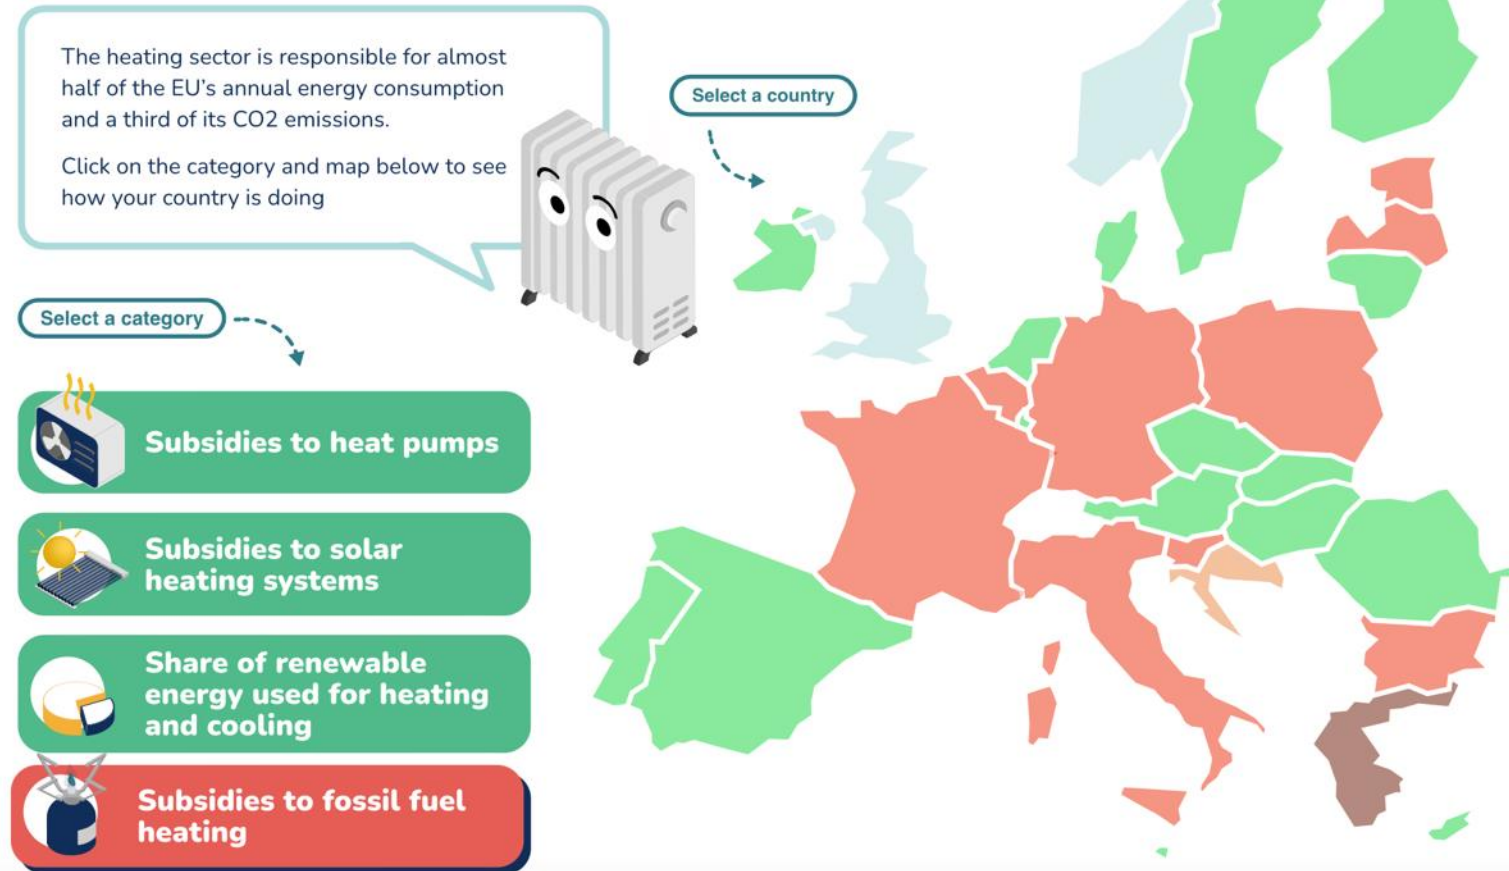 The heating sector is responsible for almost
half of the EU's annual energy consumption
and a third of its CO2 emissions.
Click on the category and map below to see
how your country is doing
Select a country
Select a category
Subsidies to heat pumps
Subsidies to solar
heating systems
Share of renewable
energy used for heating
and cooling
Subsidies to fossil fuel
heating